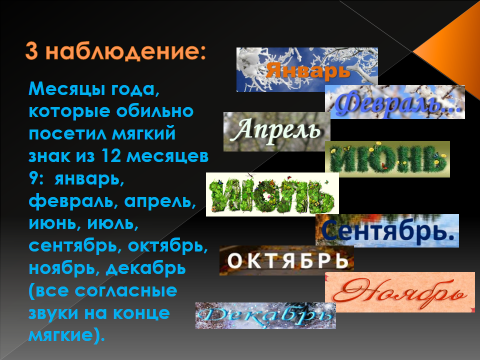 3 наблюдение:
Месяцы года,
которые обильно
посетил мягкий
знак из 12 месяцев
9:  январь,
февраль, апрель,
июнь, июль,
сентябрь, октябрь,
ноябрь, декабрь
(все согласные
звуки на конце
мягкие).
Январь
Февраль...
Апрель
июнь
июль
Сентябрь.
ОКТЯБРЬ
Ноябрь
Декабрь